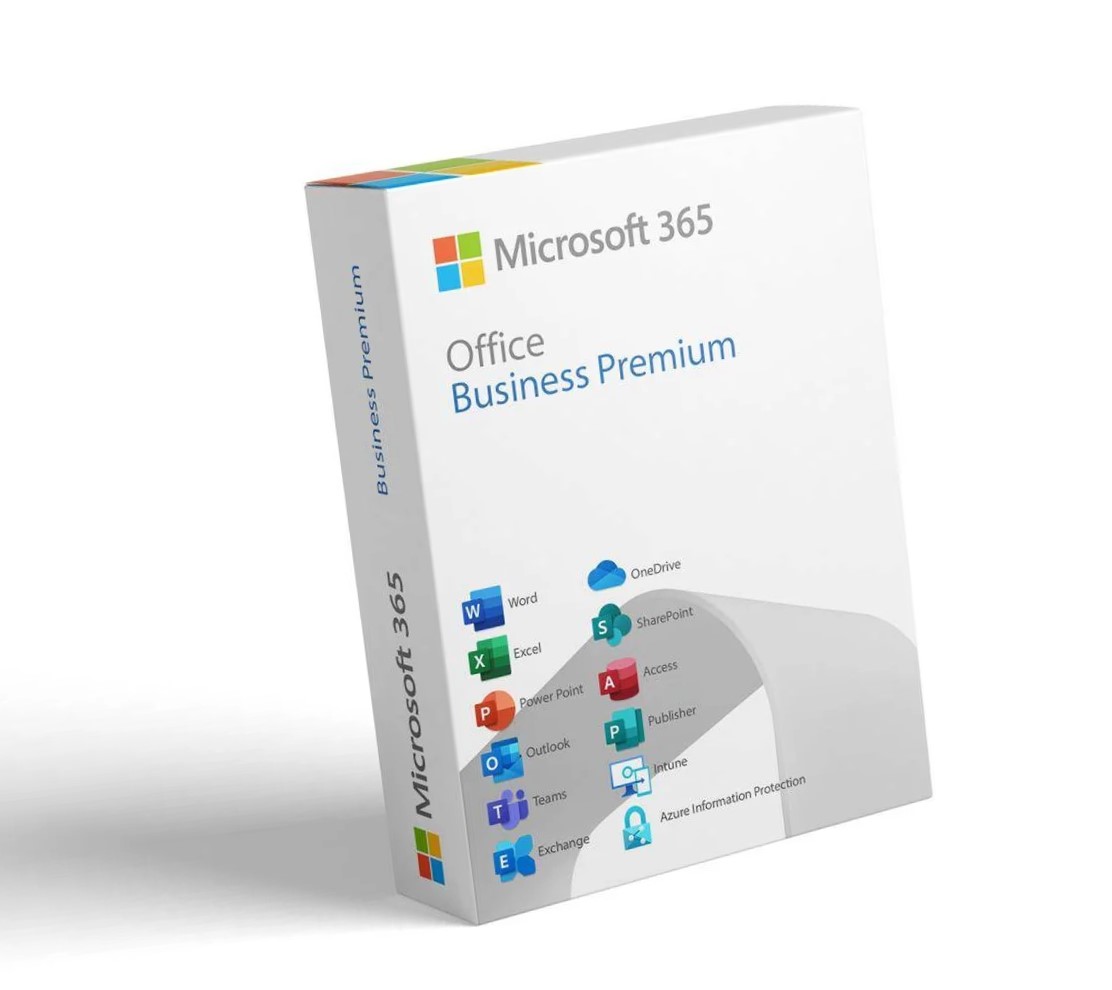 Microsoft 365
Office
Business Premium
W Word
X Excel
P Power Point
O Outlook
T Teams
E Exchange
OneDrive
S SharePoint
A Access
P Publisher
Intune
Azure Information Protection
Business Premium
Microsoft 365